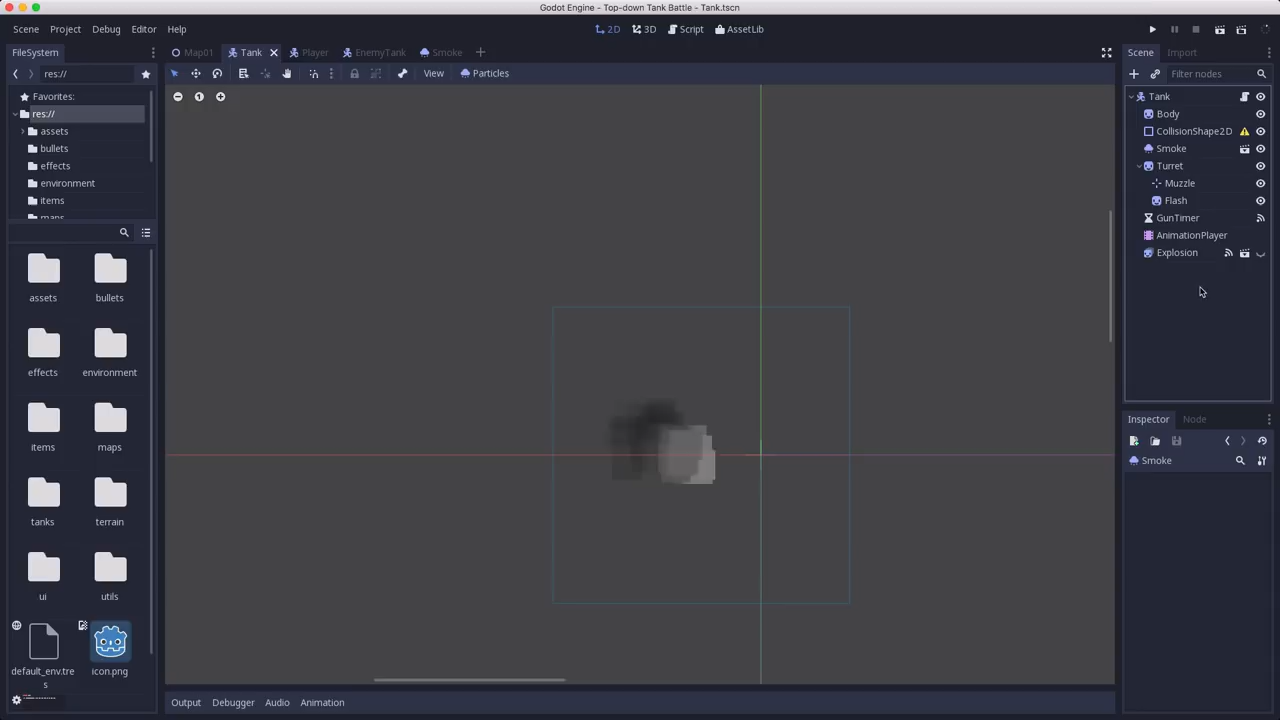 Godot Engine - Top-down Tank Battle - Tank.tscn
Scene Project Debug Editor Help
2D 3D Script AssetLib
FileSystem
Map01 Tank Player EnemyTank Smoke
Scene Import
res://
View Particles
Filter nodes
Favorites:
res://
assets
bullets
effects
environment
items
maps
assets bullets
effects environment
items maps
tanks terrain
ui utils
default_env.tre
s
icon.png
1
Tank
Body
CollisionShape2D
Smoke
Turret
Muzzle
Flash
GunTimer
AnimationPlayer
Explosion
Inspector Node
Smoke
Output Debugger Audio Animation